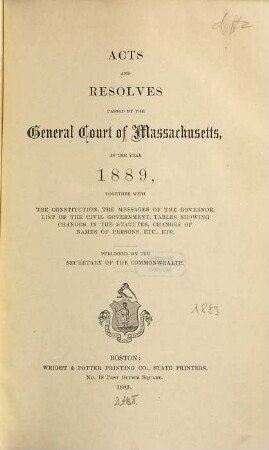 ACTS
AND
RESOLVES
PASSED BY THE
General Court of Massachusetts,
IN THE YEAR
1889,
TOGETHER WITH
THE CONSTITUTION, THE MESSAGES OF THE GOVERNOR,
LIST OF THE CIVIL GOVERNMENT, TABLES SHOWING
CHANGES IN THE STATUTES, CHANGES OF
NAMES OF PERSONS, ETC., ETC.
PUBLISHED BY THE
SECRETARY OF THE COMMONWEALTH.
1889
BOSTON:
WRIGHT & POTTER PRINTING CO., STATE PRINTERS,
No. 18 Post Office Square.
1889.